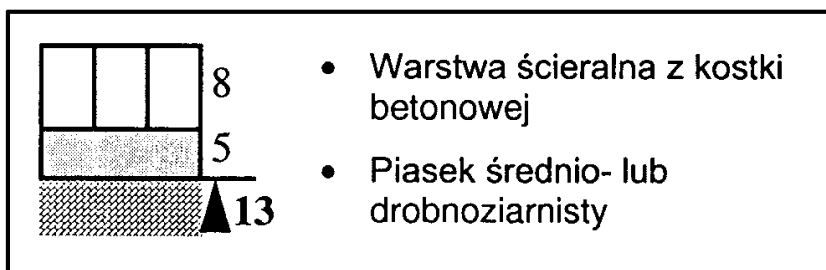 8
5
13
• Warstwa ścieralna z kostki
betonowej
• Piasek średnio- lub
drobnoziarnisty